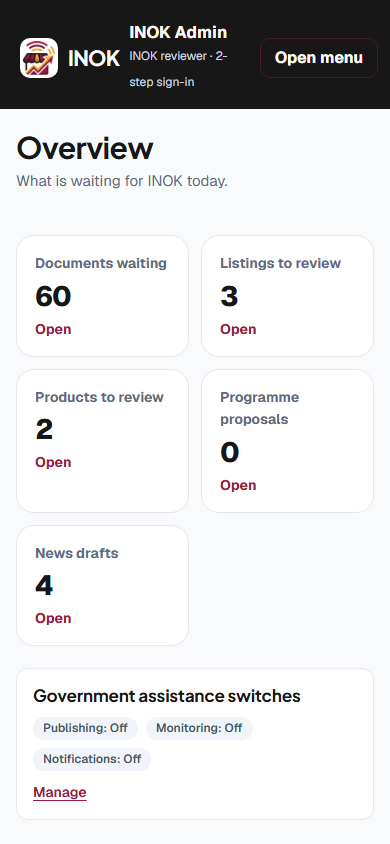 INOK
INOK Admin
INOK reviewer · 2-
step sign-in
Open menu
Overview
What is waiting for INOK today.
Documents waiting
60
Open
Listings to review
3
Open
Products to review
2
Open
Programme
proposals
0
Open
News drafts
4
Open
Government assistance switches
Publishing: Off
Monitoring: Off
Notifications: Off
Manage